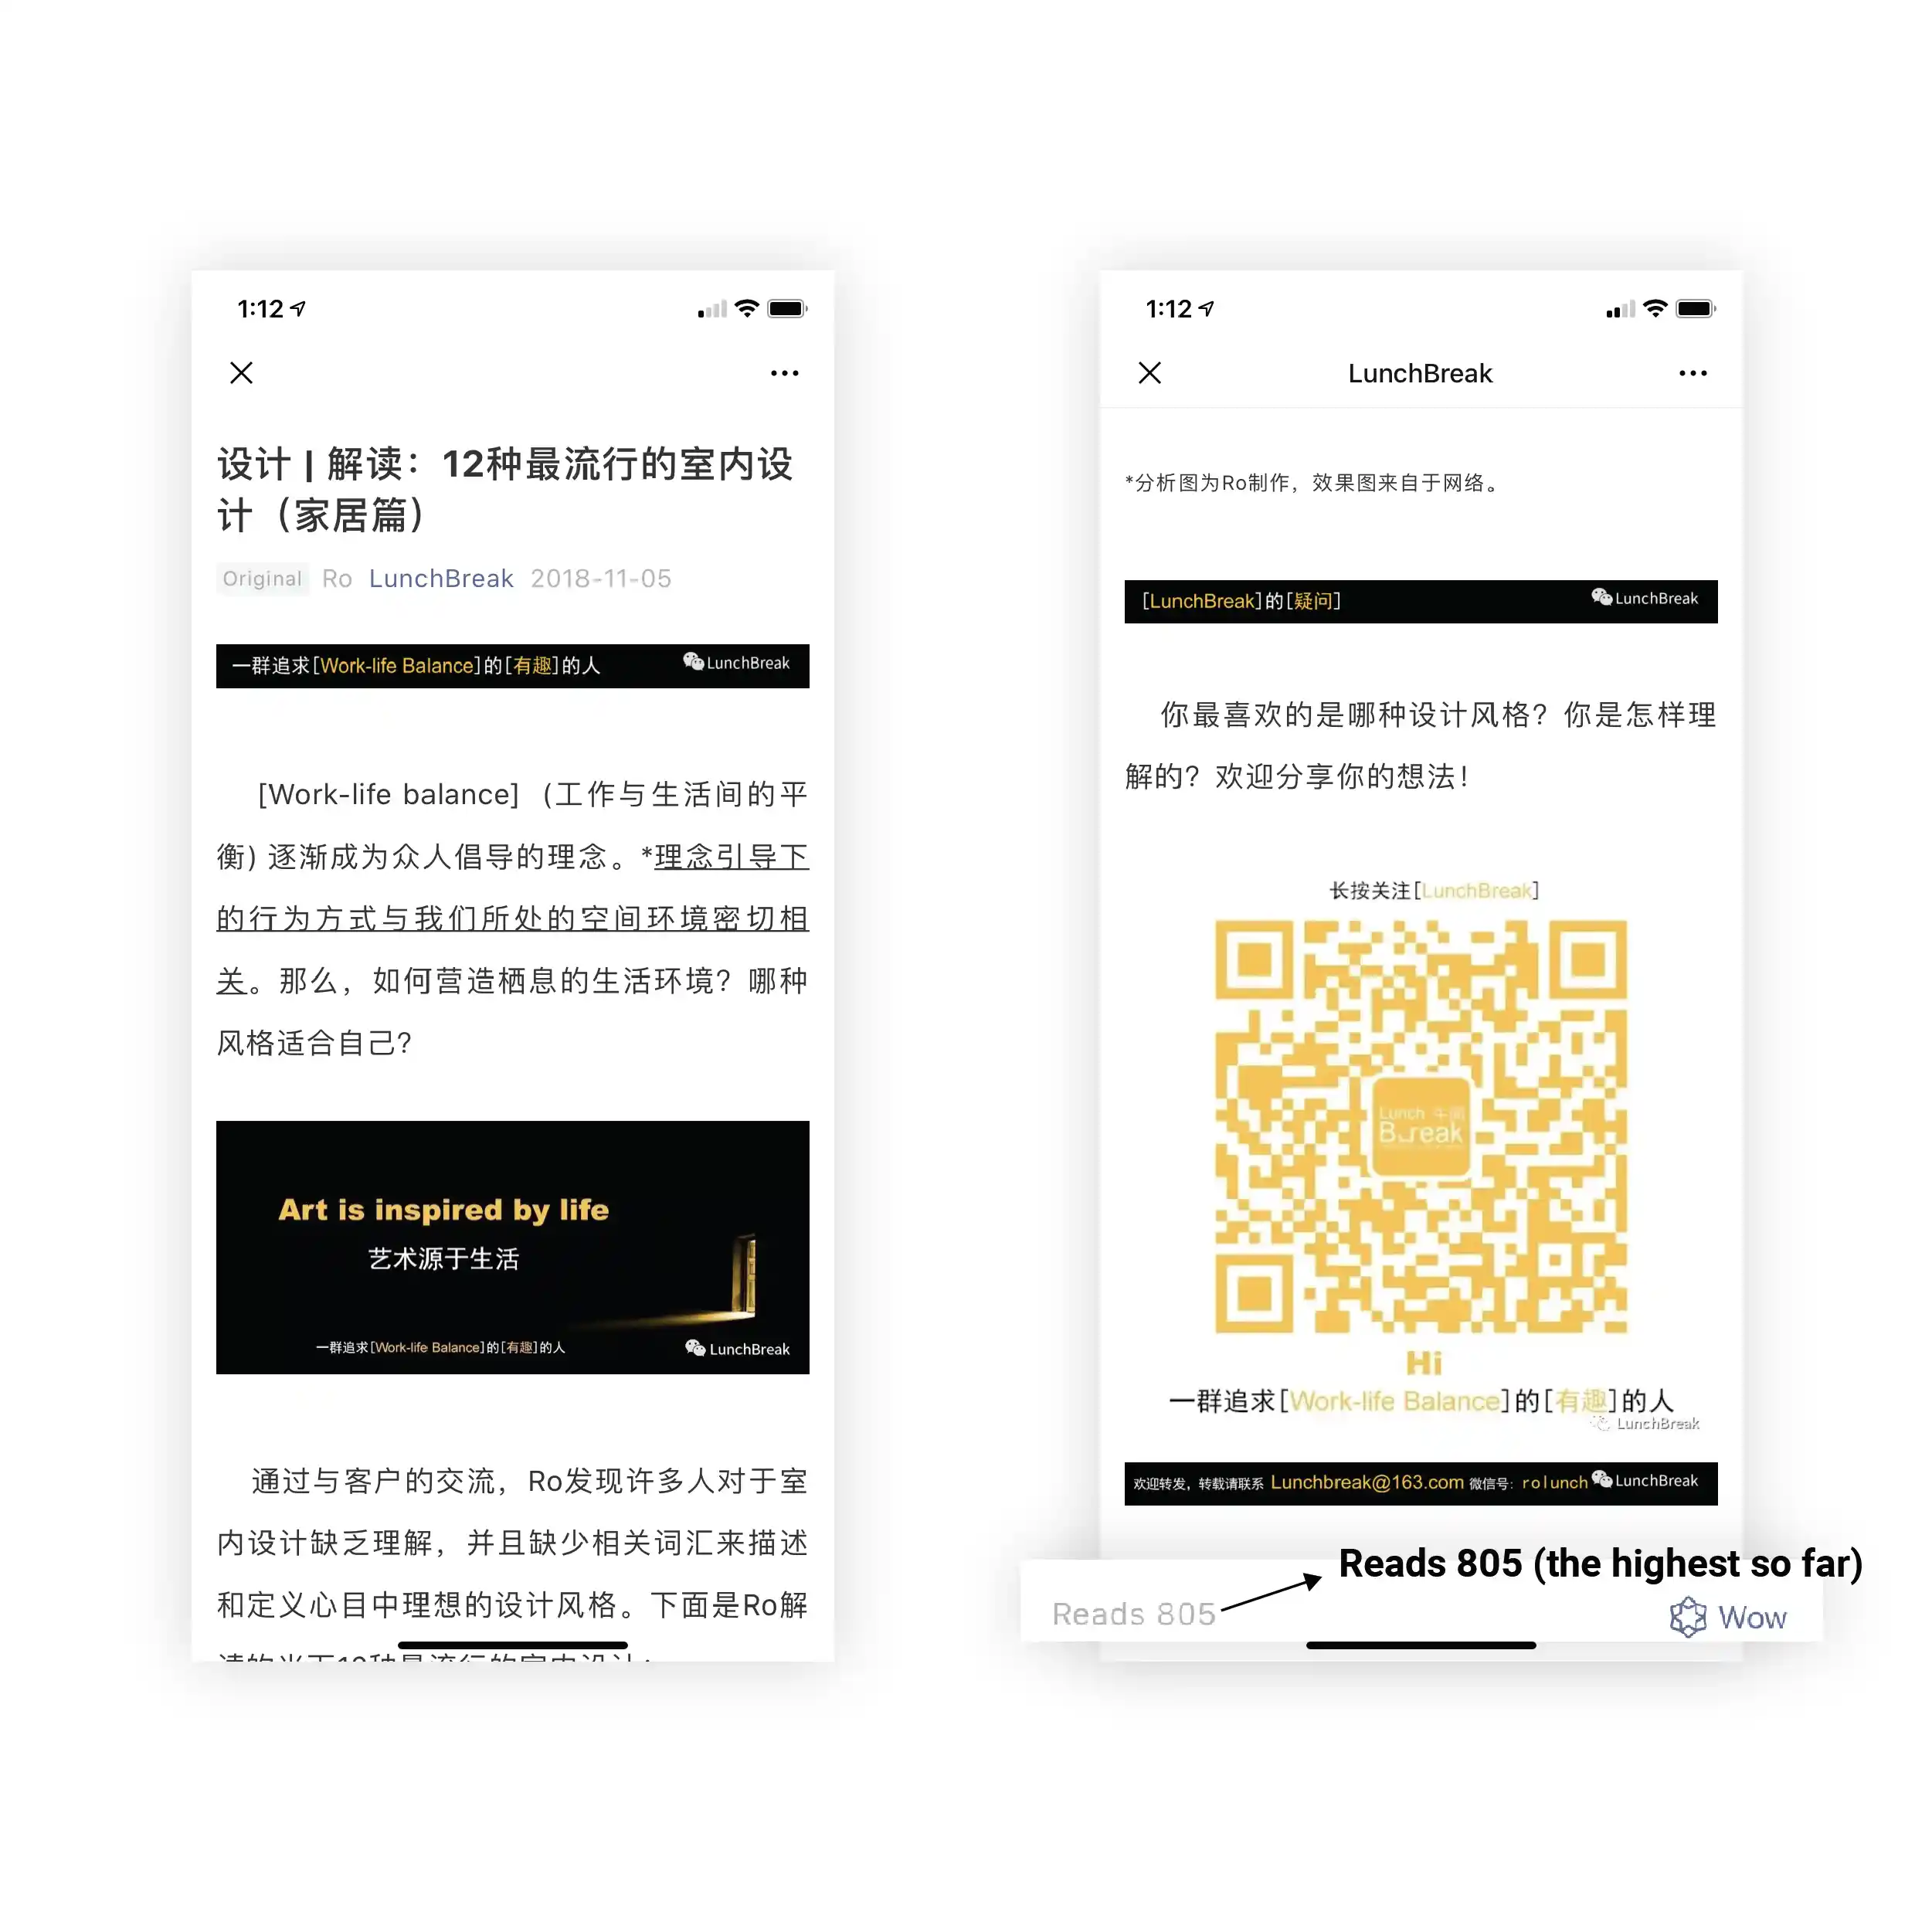 1:12
设计 | 解读：12种最流行的室内设
计（家居篇）
Original Ro LunchBreak 2018-11-05
一群追求[Work-life Balance]的[有趣]的人 LunchBreak
[Work-life balance]（工作与生活间的平
衡) 逐渐成为众人倡导的理念。*理念引导下
的行为方式与我们所处的空间环境密切相
关。那么，如何营造栖息的生活环境？哪种
风格适合自己？
Art is inspired by life
艺术源于生活
一群追求[Work-life Balance]的[有趣]的人 LunchBreak
通过与客户的交流，Ro发现许多人对于室
内设计缺乏理解，并且缺少相关词汇来描述
和定义心目中理想的设计风格。下面是Ro解
读的当下12种最流行的室内设计：
1:12
LunchBreak
*分析图为Ro制作，效果图来自于网络。
[LunchBreak]的[疑问] LunchBreak
你最喜欢的是哪种设计风格？你是怎样理
解的？欢迎分享你的想法！
长按关注[LunchBreak]
Lunch 午间
Break
Hi
一群追求[Work-life Balance]的[有趣]的人
LunchBreak
欢迎转发，转载请联系 Lunchbreak@163.com 微信号：rolunch LunchBreak
Reads 805 (the highest so far)
Reads 805
Wow